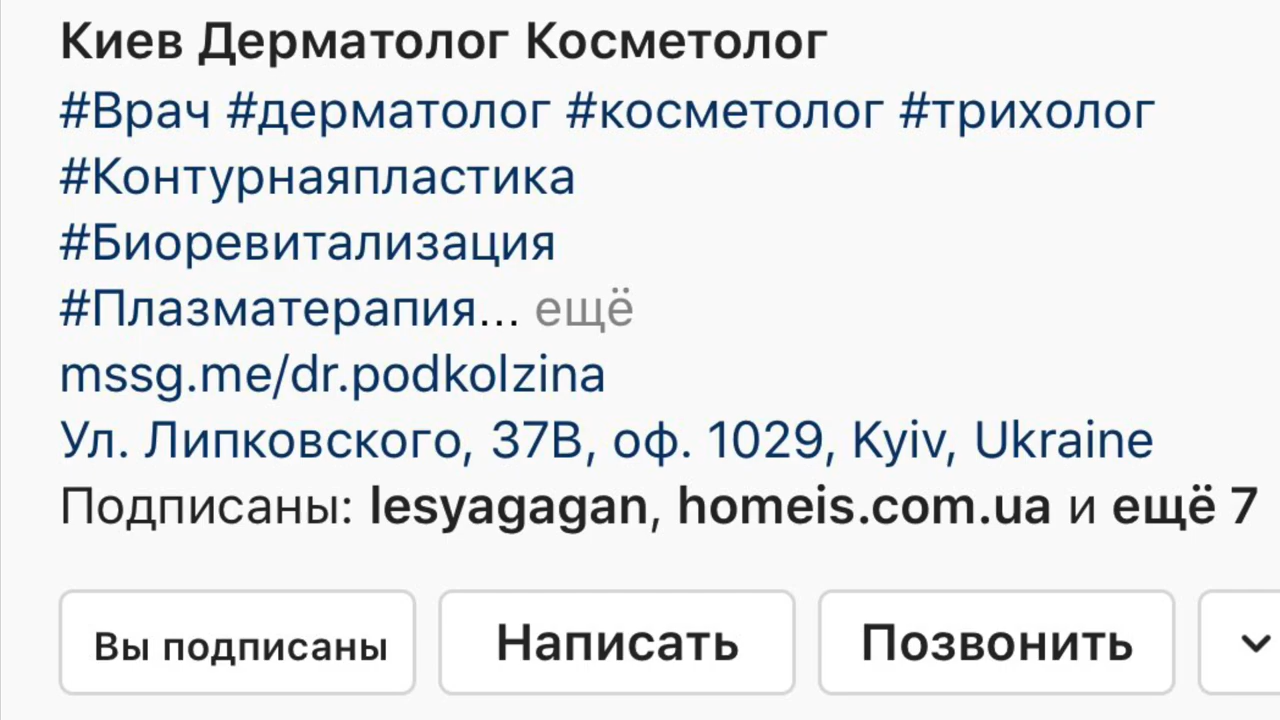 Киев Дерматолог Косметолог
#Врач #дерматолог #косметолог #трихолог
#Контурнаяпластика
#Биоревитализация
#Плазматерапия... ещё
mssg.me/dr.podkolzina
Ул. Липковского, 37В, оф. 1029, Kyiv, Ukraine
Подписаны: lesyagagan, homeis.com.ua и ещё 7
Вы подписаны Написать Позвонить